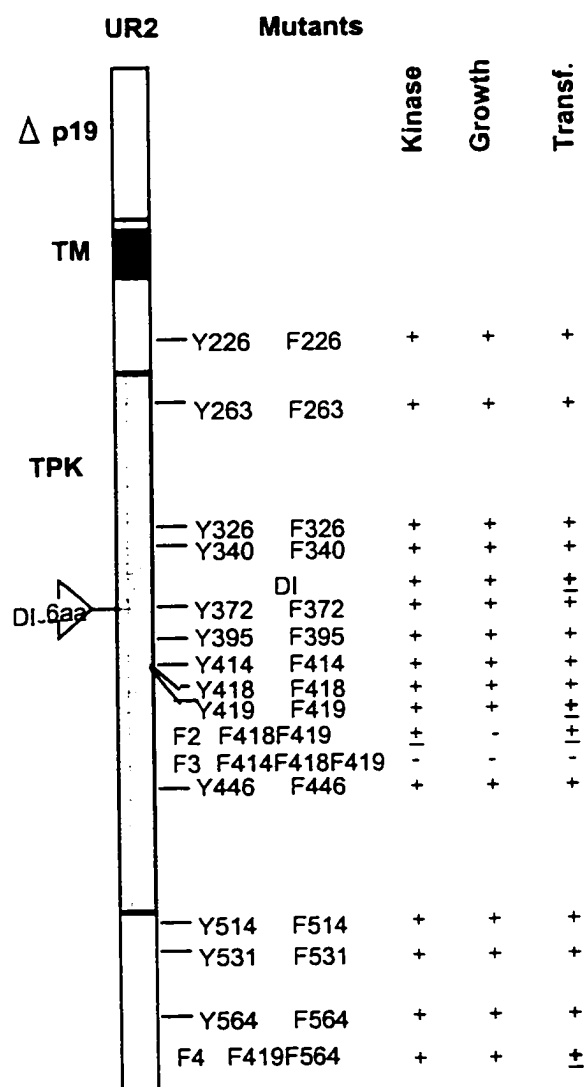 UR2 Mutants Kinase Growth Transf.
Δ p19
TM
Y226 F226 + + +
Y263 F263 + + +
TPK
Y326 F326 + + +
Y340 F340 + + +
DI + + ±
DI-6aa Y372 F372 + + +
Y395 F395 + + +
Y414 F414 + + +
Y418 F418 + + +
Y419 F419 + + ±
F2 F418F419 ± - ±
F3 F414F418F419 - - -
Y446 F446 + + +
Y514 F514 + + +
Y531 F531 + + +
Y564 F564 + + +
F4 F419F564 + + ±